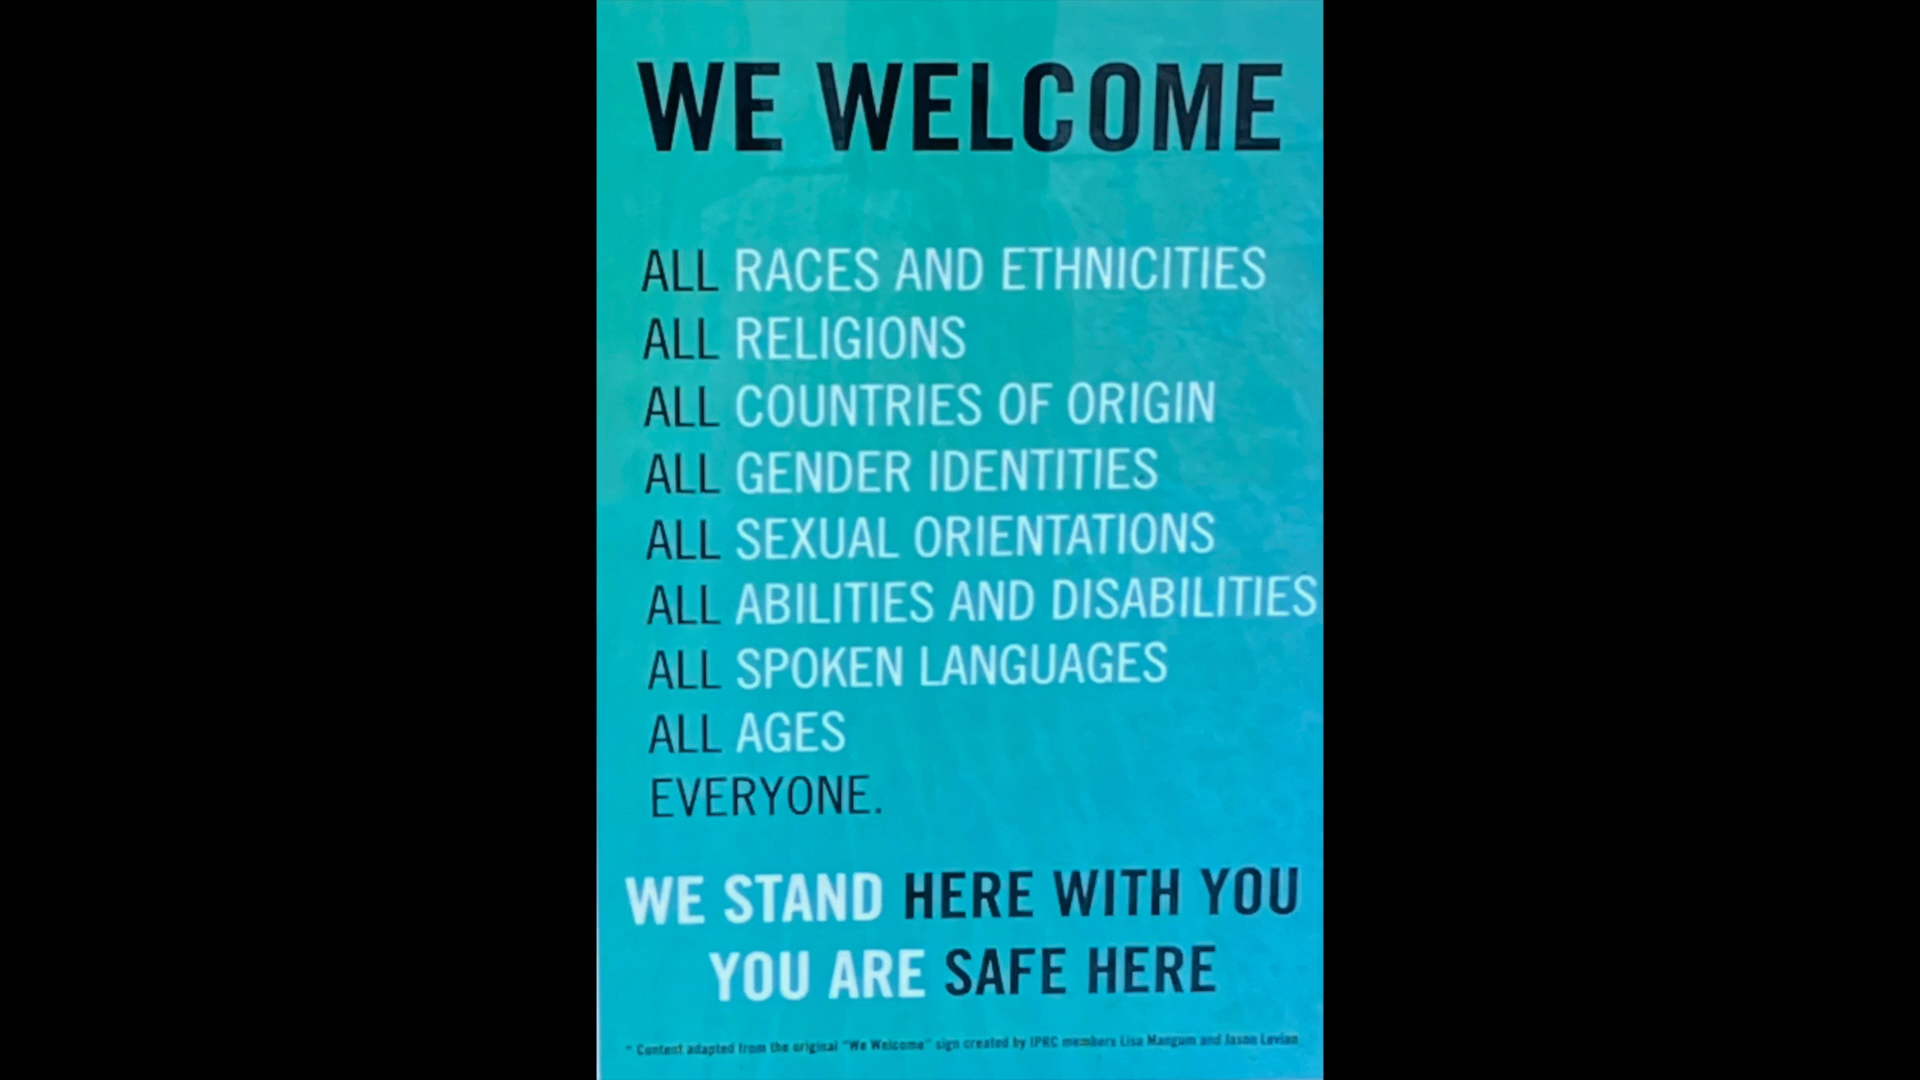 WE WELCOME
ALL RACES AND ETHNICITIES
ALL RELIGIONS
ALL COUNTRIES OF ORIGIN
ALL GENDER IDENTITIES
ALL SEXUAL ORIENTATIONS
ALL ABILITIES AND DISABILITIES
ALL SPOKEN LANGUAGES
ALL AGES
EVERYONE.
WE STAND HERE WITH YOU
YOU ARE SAFE HERE
* Content adapted from the original "We Welcome" sign created by IPRC members Lisa Mangum and Jason Levian